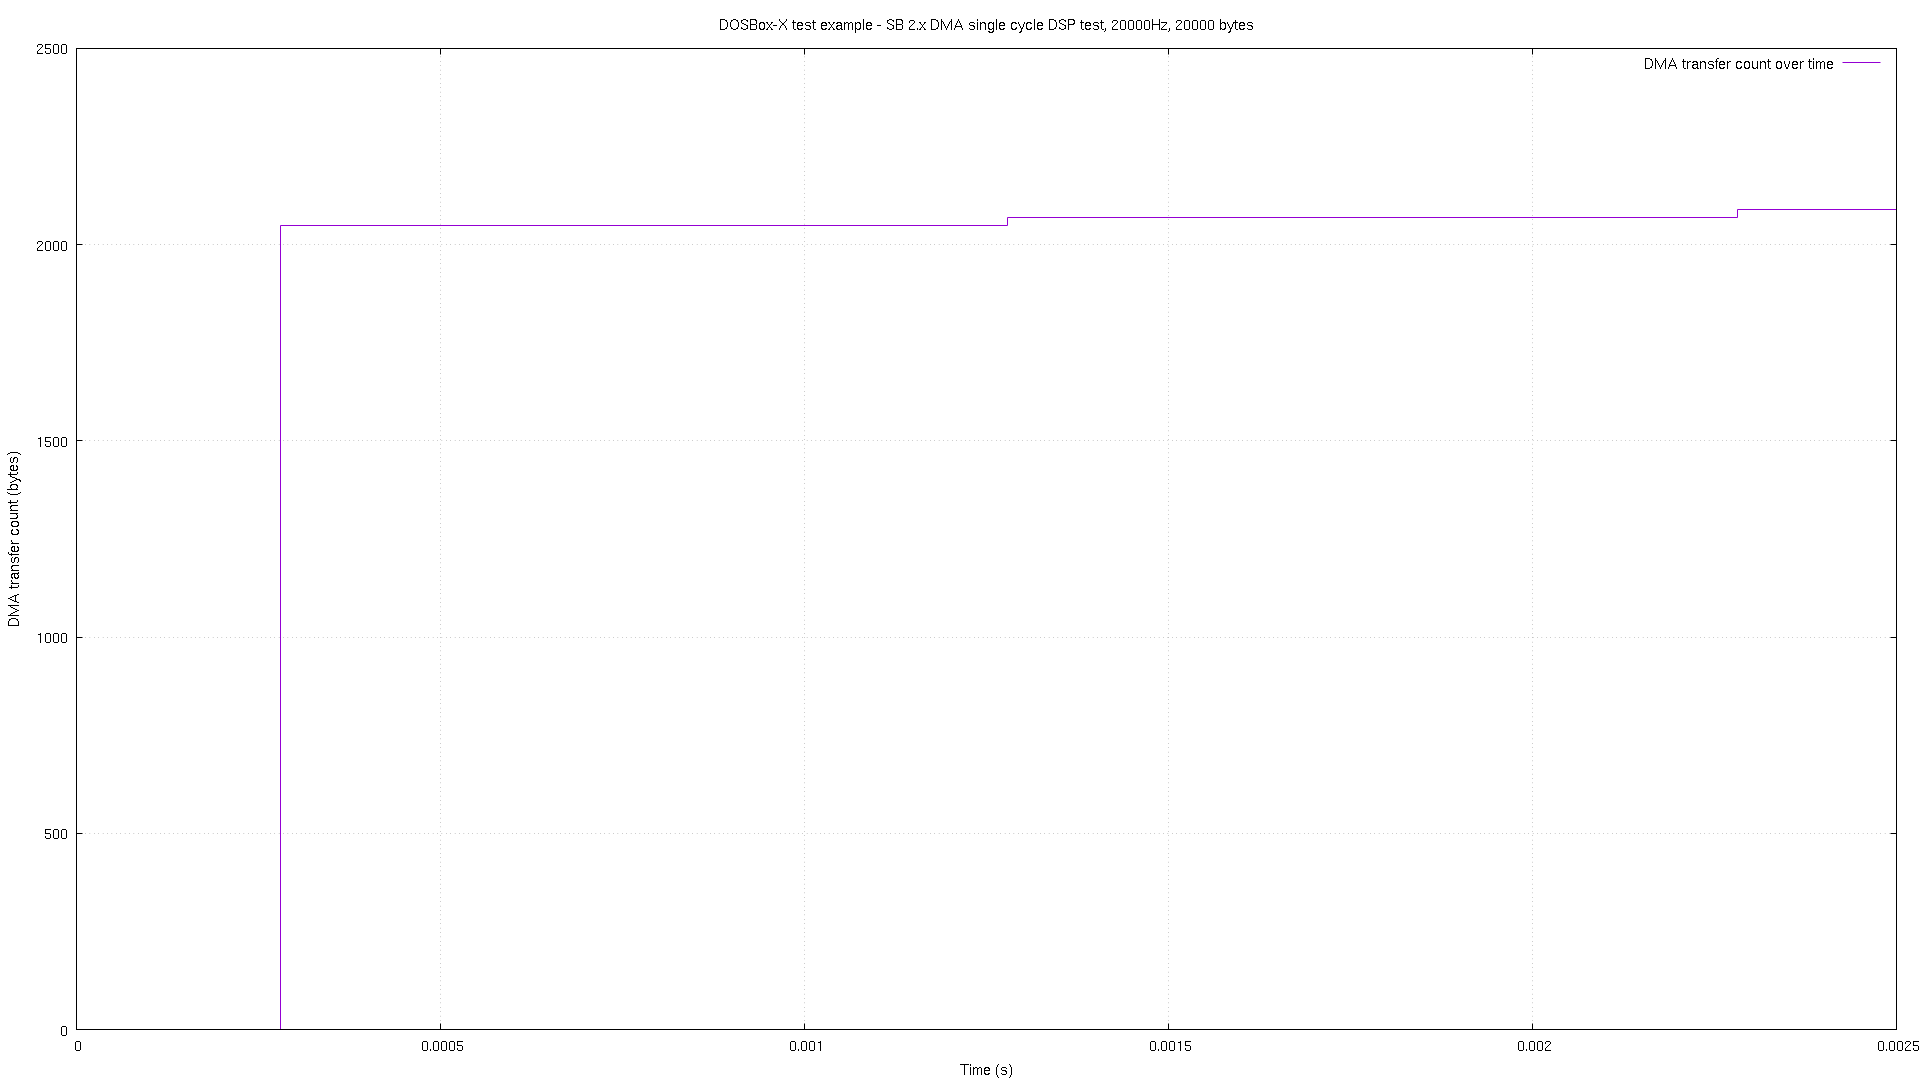 DOSBox-X test example - SB 2.x DMA single cycle DSP test, 20000Hz, 20000 bytes
DMA transfer count over time
2500
2000
1500
1000
500
0
DMA transfer count (bytes)
0 0.0005 0.001 0.0015 0.002 0.0025
Time (s)